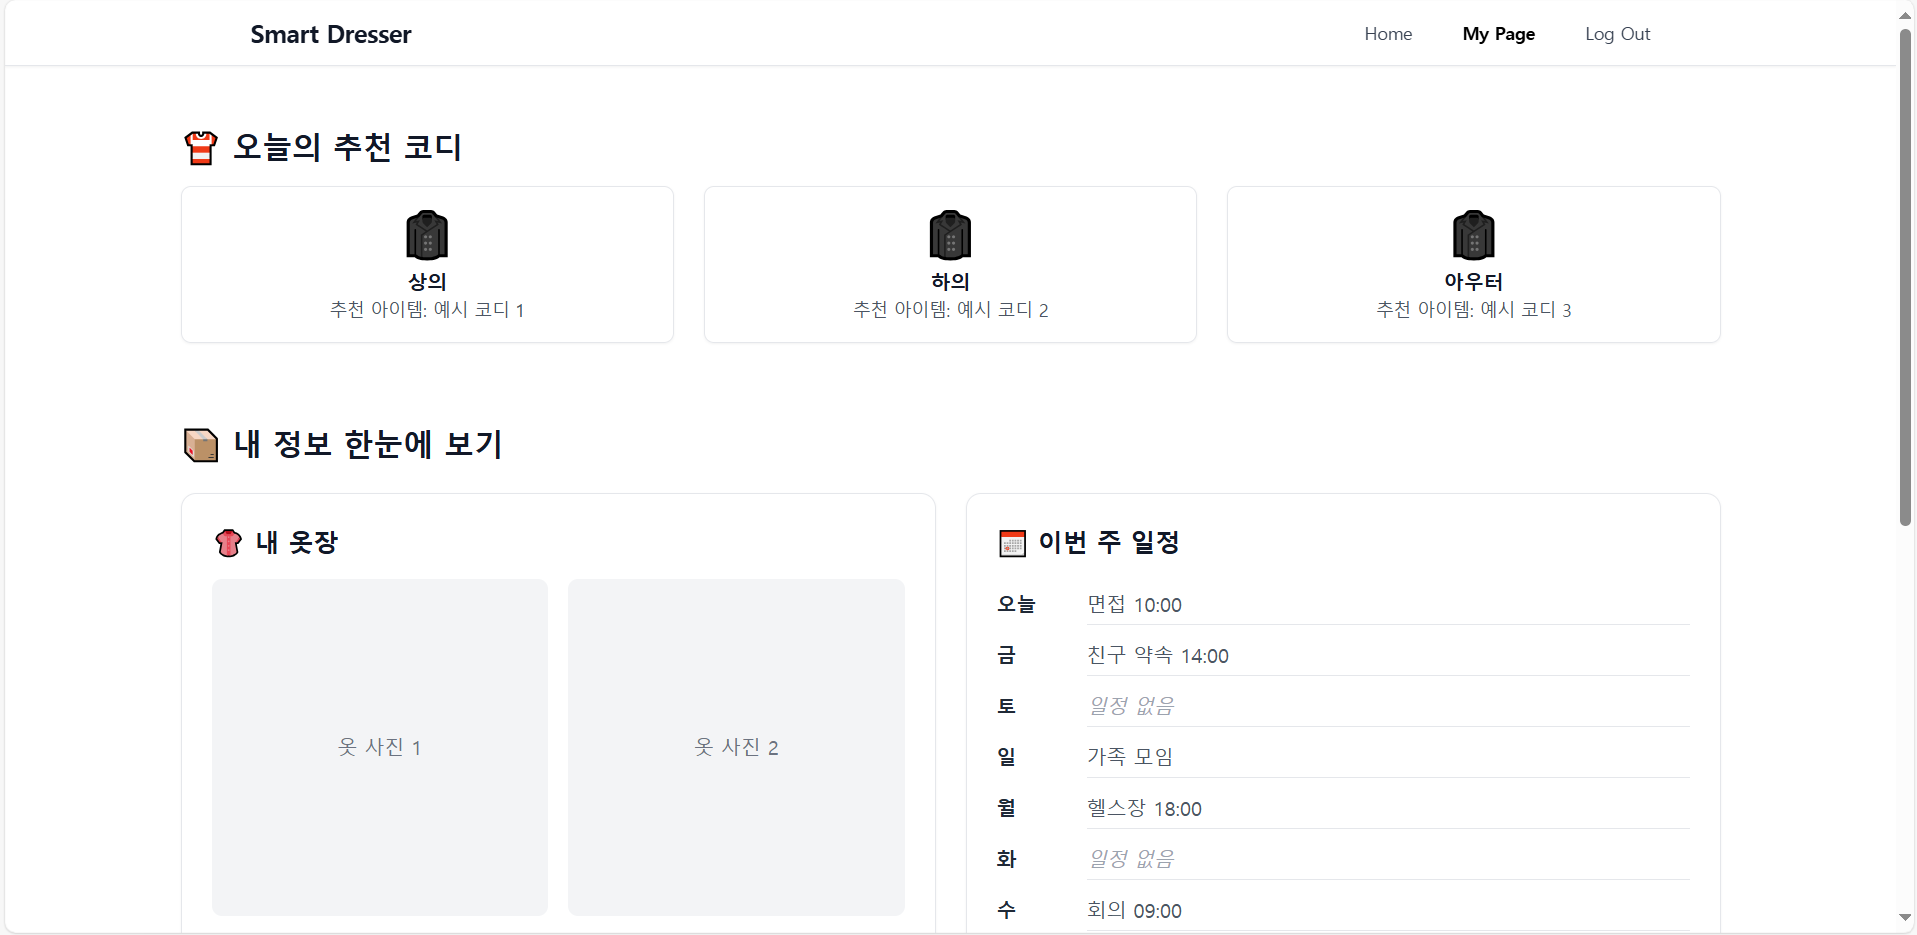 Smart Dresser
Home
My Page
Log Out
오늘의 추천 코디
상의
추천 아이템: 예시 코디 1
하의
추천 아이템: 예시 코디 2
아우터
추천 아이템: 예시 코디 3
내 정보 한눈에 보기
내 옷장
옷 사진 1
옷 사진 2
이번 주 일정
오늘 면접 10:00
금 친구 약속 14:00
토 일정 없음
일 가족 모임
월 헬스장 18:00
화 일정 없음
수 회의 09:00